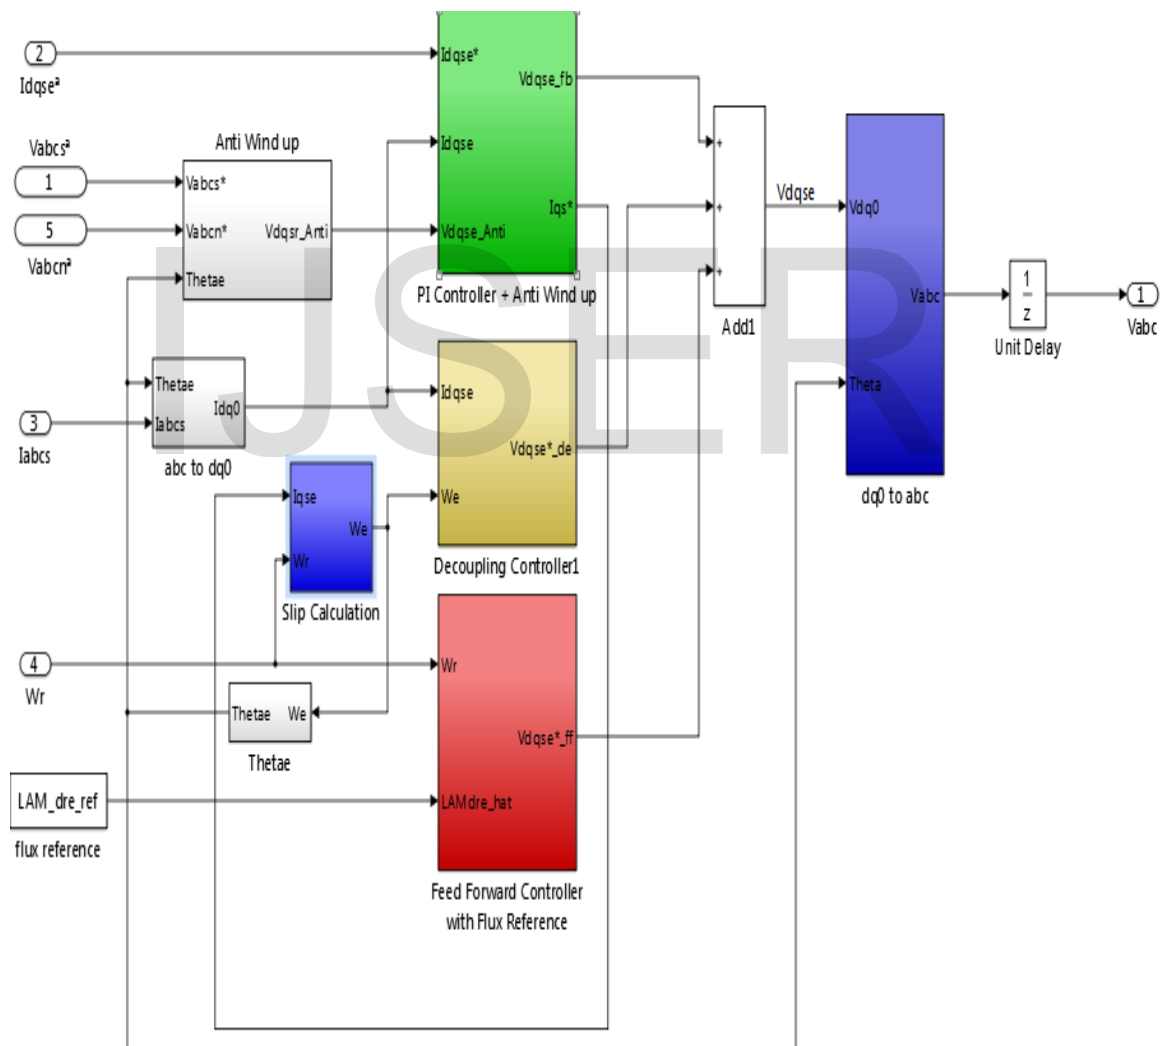 2
Idqse*
Idqseª
Vdqse_fb
Anti Wind up
Idqse
Vabcsª
1
Vabcs*
Vdqse
5
Vabcn*
Vdqsr_Anti
Vdqse_Anti
Iqs*
+
+
+
Vdq0
Vabcnª
Thetae
PI Controller + Anti Wind up
Add1
Vabc
1
z
1
Vabc
Unit Delay
IJSER
Thetae
Idq0
Iabcs
3
Iabcs
abc to dq0
Idqse
Vdqse*_de
We
Theta
dq0 to abc
Iqse
We
Wr
Slip Calculation
Decoupling Controller1
4
Wr
Wr
Thetae We
Thetae
Vdqse*_ff
LAM_dre_ref
LAMdre_hat
flux reference
Feed Forward Controller
with Flux Reference